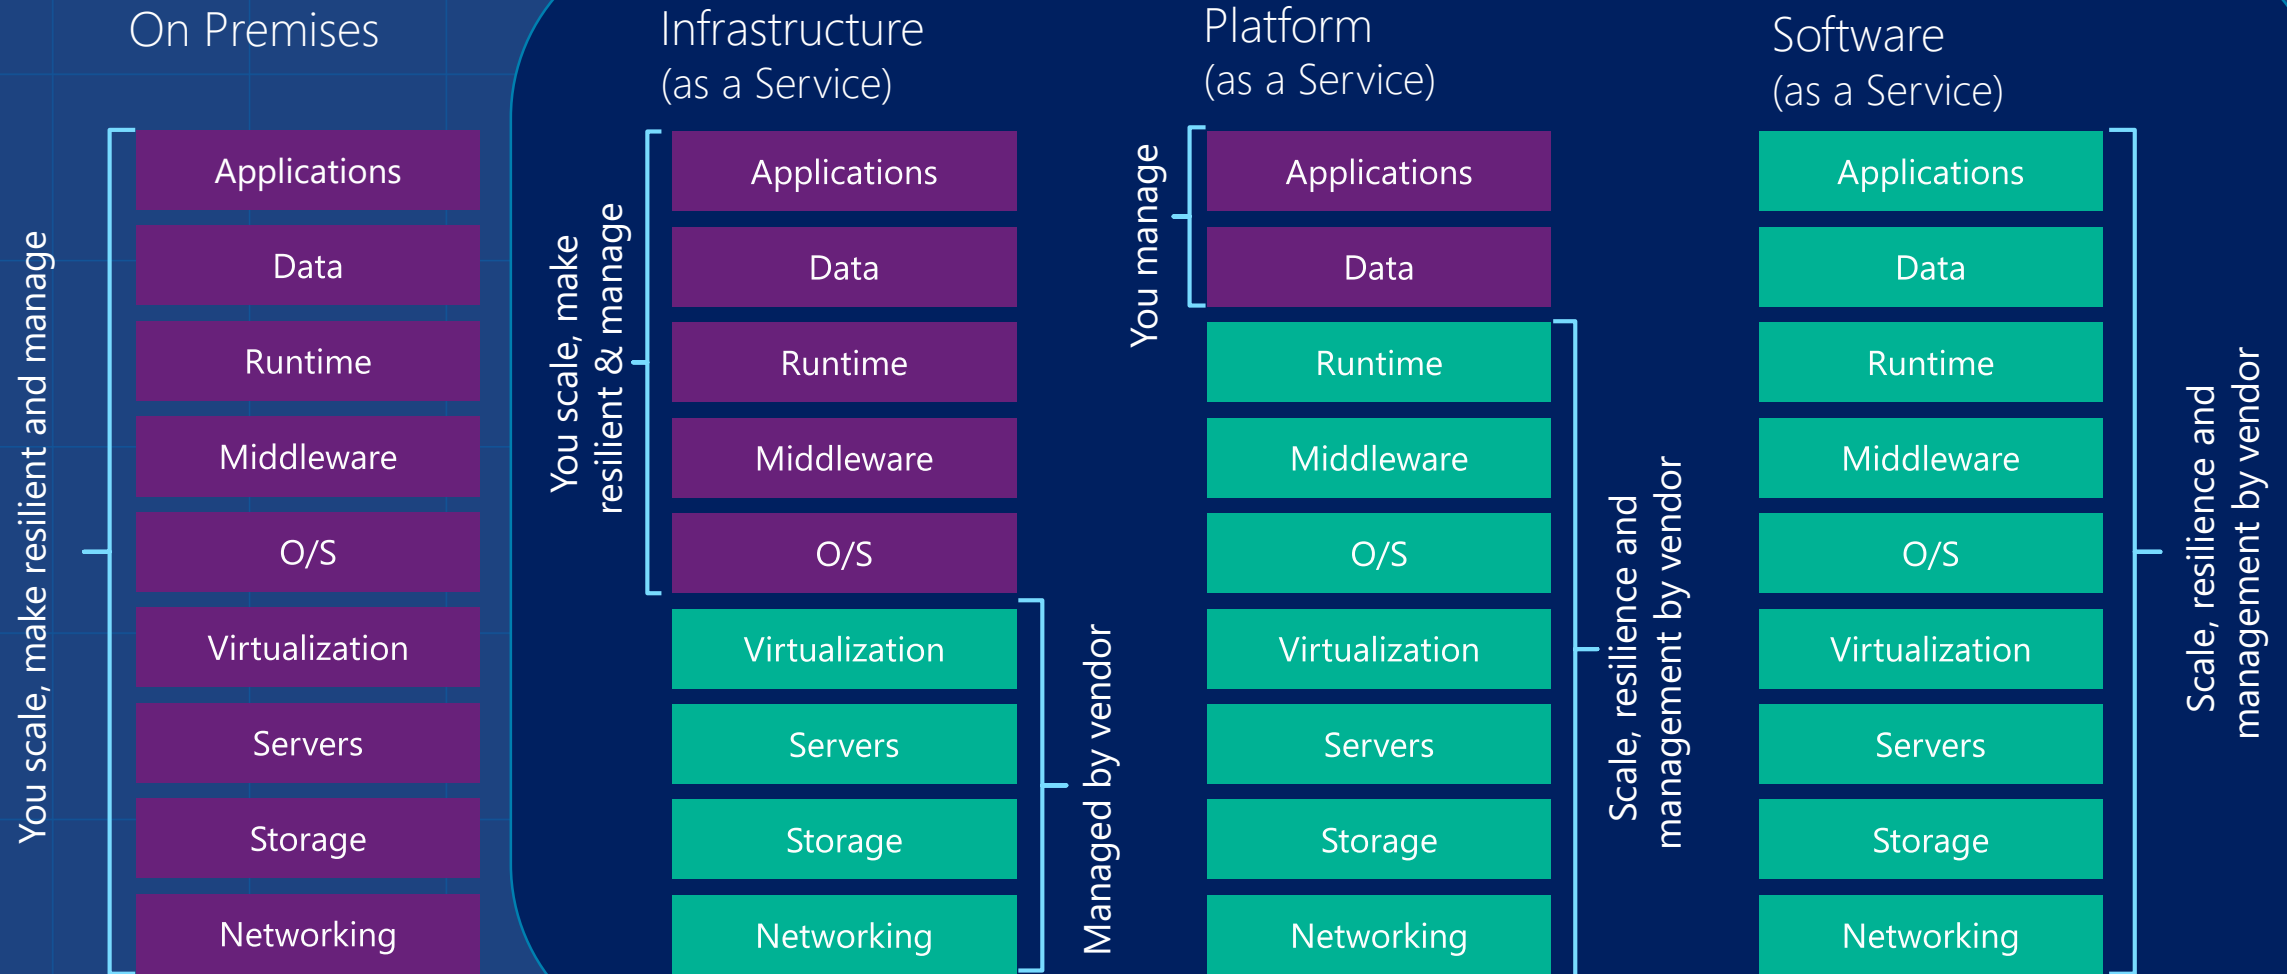 On Premises
You scale, make resilient and manage
Applications
Data
Runtime
Middleware
O/S
Virtualization
Servers
Storage
Networking
Infrastructure
(as a Service)
You scale, make
resilient & manage
Applications
Data
Runtime
Middleware
O/S
Virtualization
Servers
Storage
Networking
Managed by vendor
Platform
(as a Service)
You manage
Applications
Data
Runtime
Middleware
O/S
Virtualization
Servers
Storage
Networking
Scale, resilience and
management by vendor
Software
(as a Service)
Applications
Data
Runtime
Middleware
O/S
Virtualization
Servers
Storage
Networking
Scale, resilience and
management by vendor